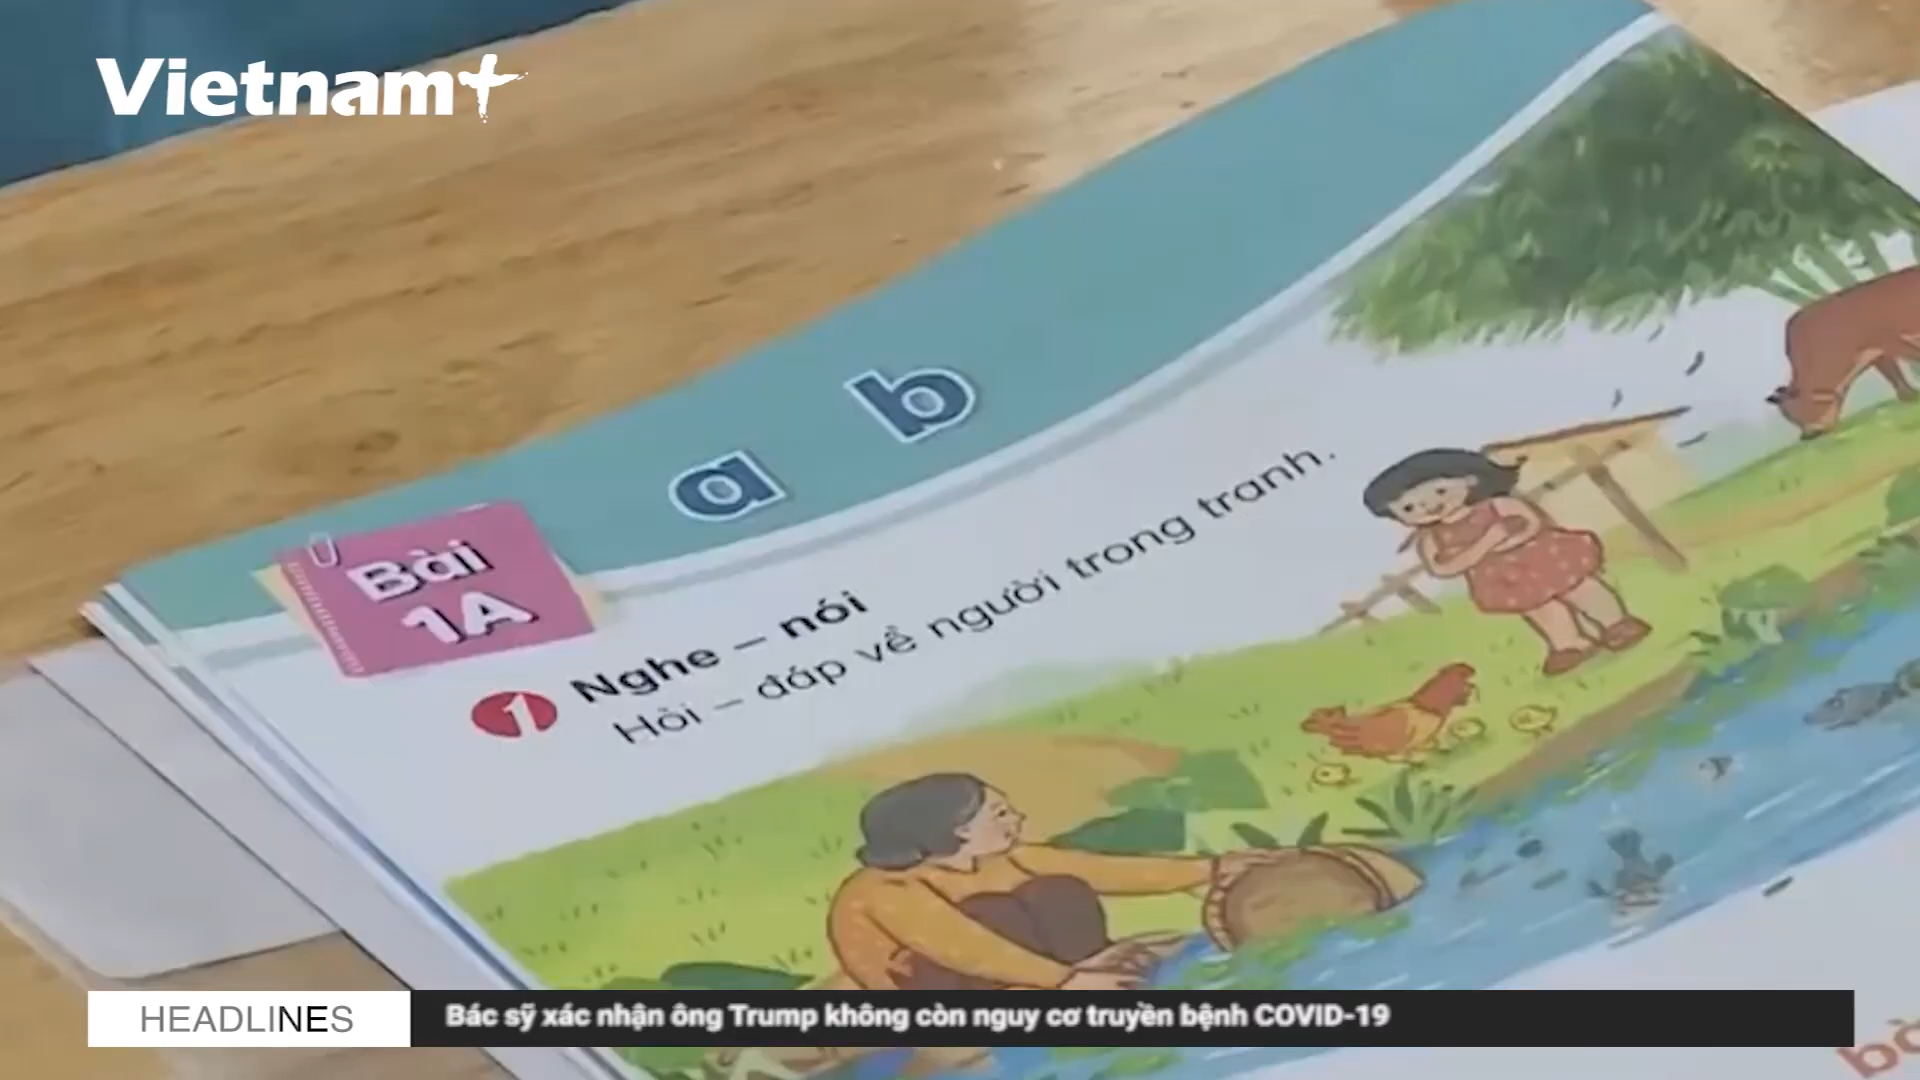 Vietnam+
a b
Bài
1A
1 Nghe – nói
Hỏi – đáp về người trong tranh.
HEADLINES
Bác sỹ xác nhận ông Trump không còn nguy cơ truyền bệnh COVID-19